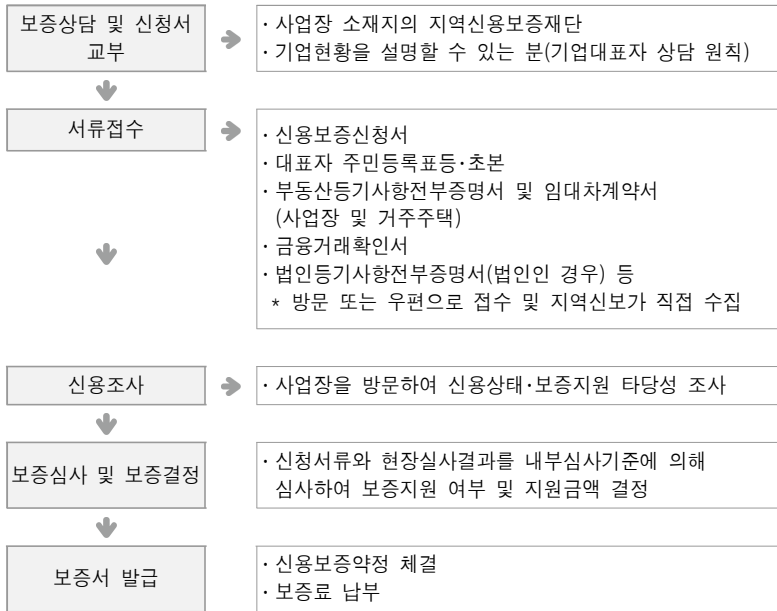 보증상담 및 신청서
교부
· 사업장 소재지의 지역신용보증재단
· 기업현황을 설명할 수 있는 분(기업대표자 상담 원칙)
서류접수
· 신용보증신청서
· 대표자 주민등록표등·초본
· 부동산등기사항전부증명서 및 임대차계약서
(사업장 및 거주주택)
· 금융거래확인서
· 법인등기사항전부증명서(법인인 경우) 등
* 방문 또는 우편으로 접수 및 지역신보가 직접 수집
신용조사
· 사업장을 방문하여 신용상태·보증지원 타당성 조사
보증심사 및 보증결정
· 신청서류와 현장실사결과를 내부심사기준에 의해
심사하여 보증지원 여부 및 지원금액 결정
보증서 발급
· 신용보증약정 체결
· 보증료 납부